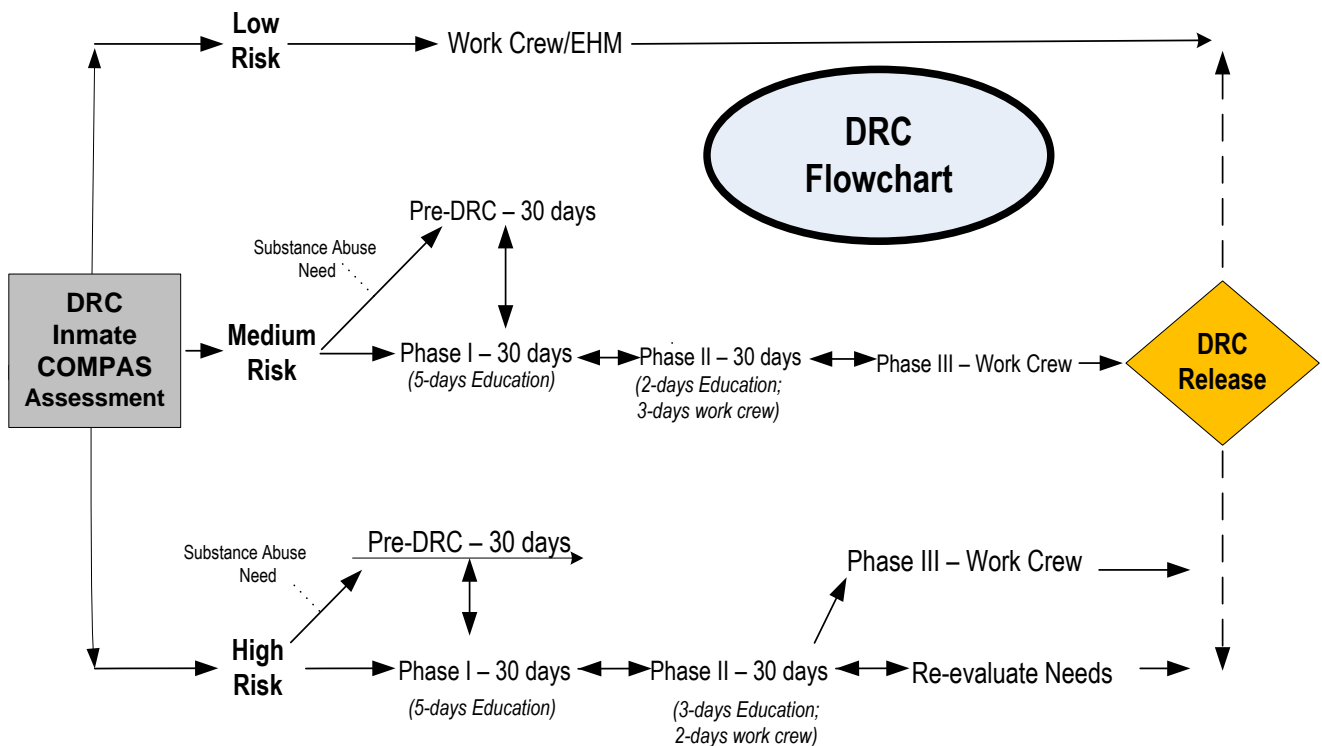 Low
Risk
Work Crew/EHM
DRC
Flowchart
Pre-DRC – 30 days
Substance Abuse
Need
DRC
Inmate
COMPAS
Assessment
Medium
Risk
Phase I – 30 days
(5-days Education)
Phase II – 30 days
(2-days Education;
3-days work crew)
Phase III – Work Crew
DRC
Release
Substance Abuse
Need
Pre-DRC – 30 days
Phase III – Work Crew
High
Risk
Phase I – 30 days
(5-days Education)
Phase II – 30 days
(3-days Education;
2-days work crew)
Re-evaluate Needs